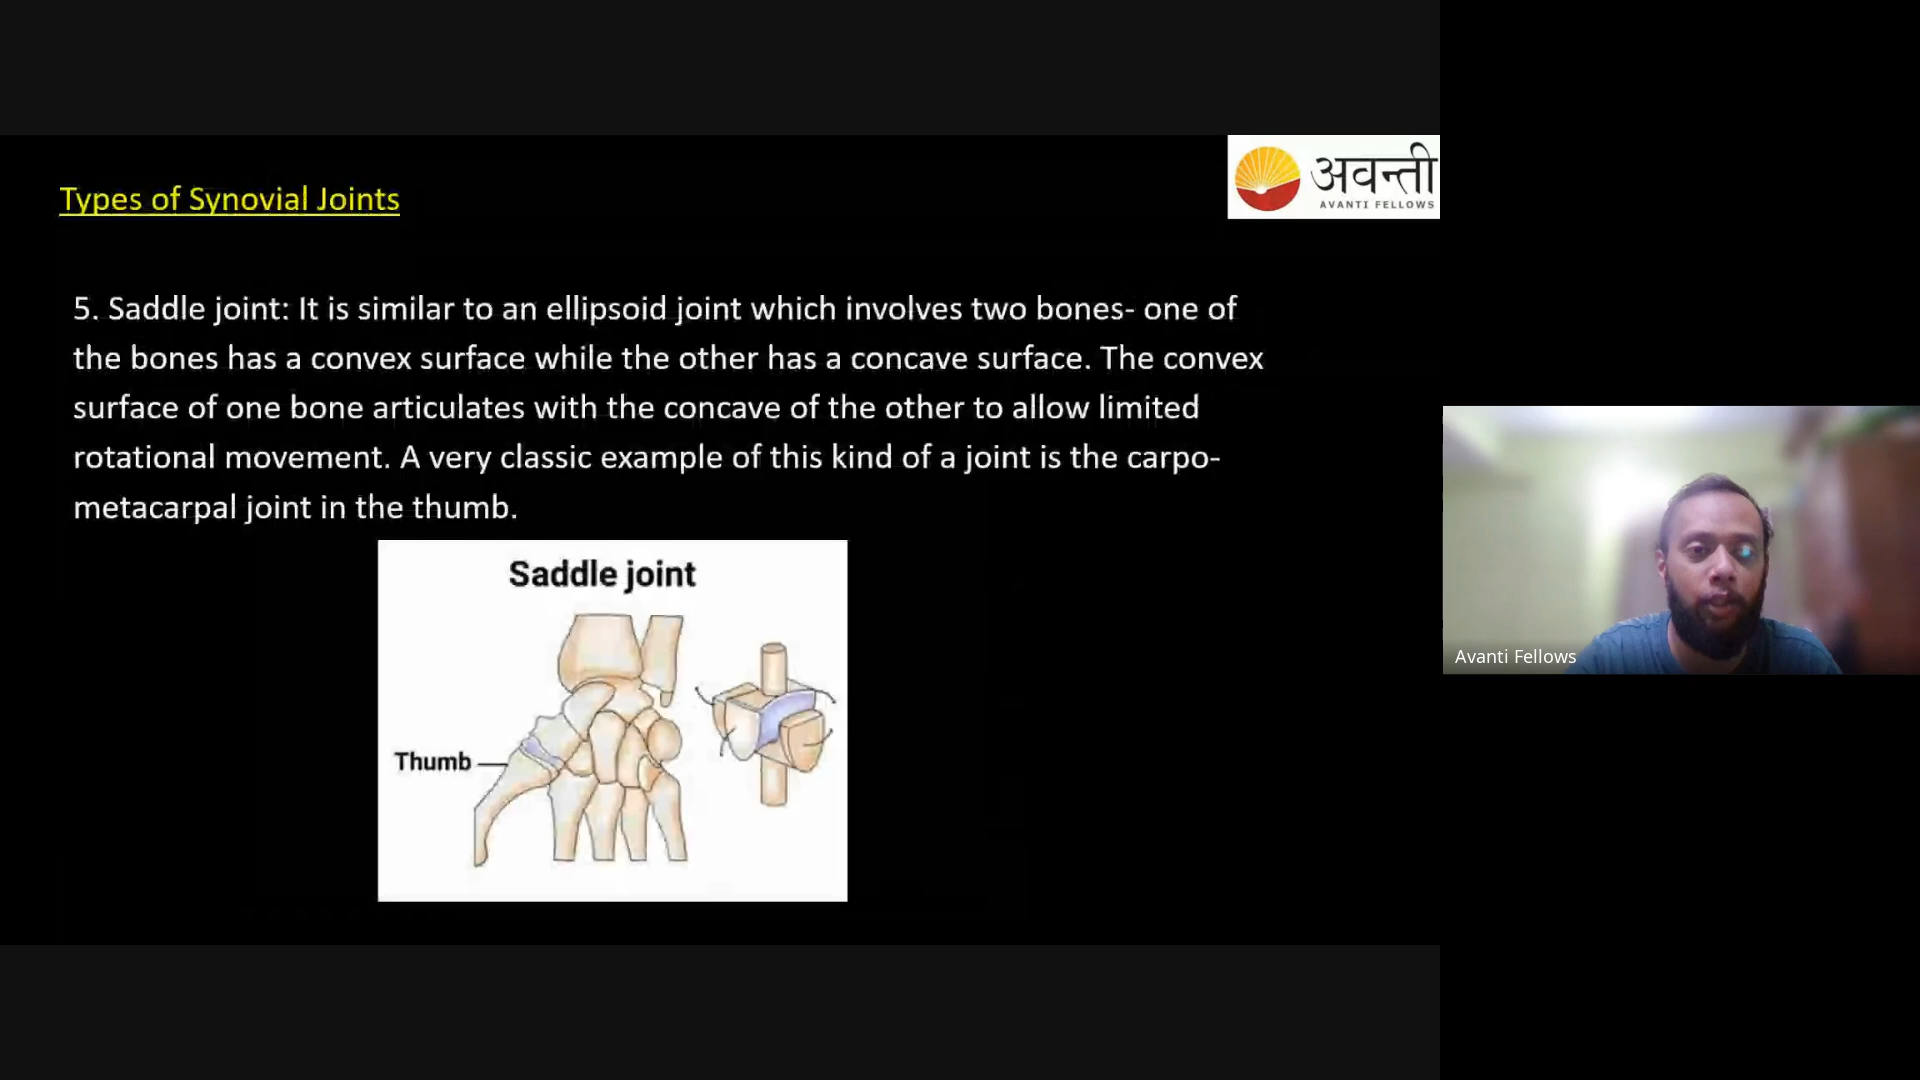 Types of Synovial Joints
अवन्ती
AVANTI FELLOWS
5. Saddle joint: It is similar to an ellipsoid joint which involves two bones- one of
the bones has a convex surface while the other has a concave surface. The convex
surface of one bone articulates with the concave of the other to allow limited
rotational movement. A very classic example of this kind of a joint is the carpo-
metacarpal joint in the thumb.
Saddle joint
Thumb
Avanti Fellows